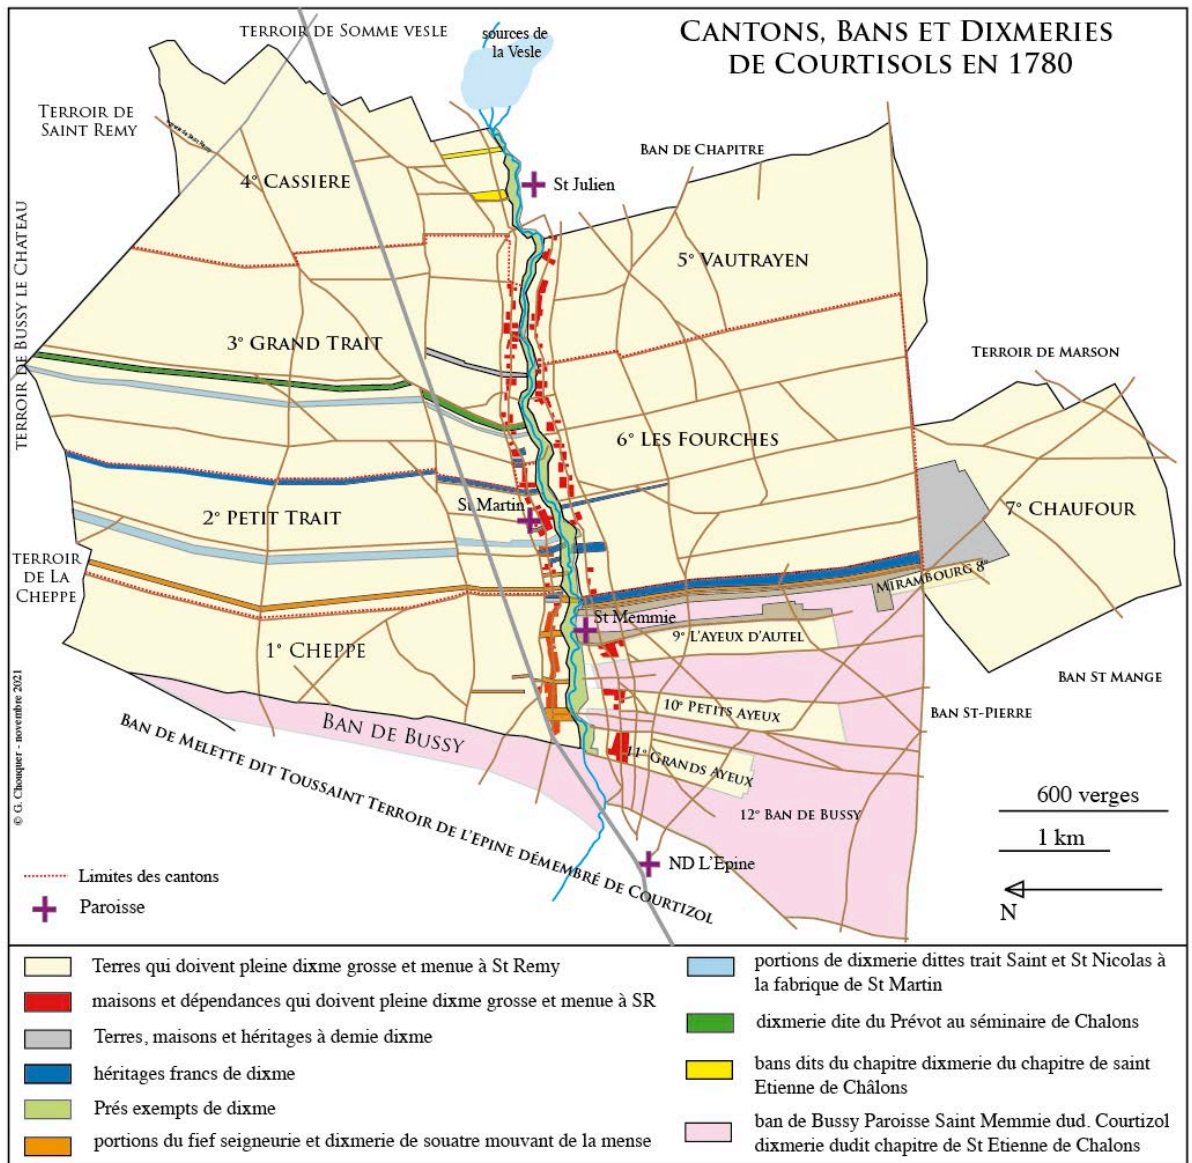 CANTONS, BANS ET DIXMERIES
DE COURTISOLS EN 1780
TERROIR DE SOMME VESLE
sources de
la Vesle
TERROIR DE
SAINT REMY
BAN DE CHAPITRE
4° CASSIERE
St Julien
5° VAUTRAYEN
TERROIR DE BUSSY LE CHATEAU
3° GRAND TRAIT
TERROIR DE MARSON
6° LES FOURCHES
St Martin
2° PETIT TRAIT
7° CHAUFOUR
TERROIR
DE LA
CHEPPE
MIRAMBOURG 8°
St Memmie
9° L'AYEUX D'AUTEL
1° CHEPPE
BAN ST MANGE
10° PETITS AYEUX
BAN ST-PIERRE
BAN DE BUSSY
11° GRANDS AYEUX
BAN DE MELETTE DIT TOUSSAINT TERROIR DE L'EPINE DÉMEMBRÉ DE COURTIZOL
12° BAN DE BUSSY
© G. Chouquer - novembre 2021
600 verges
1 km
ND L'Epine
N
Limites des cantons
Paroisse
Terres qui doivent pleine dixme grosse et menue à St Remy
maisons et dépendances qui doivent pleine dixme grosse et menue à SR
Terres, maisons et héritages à demie dixme
héritages francs de dixme
Prés exempts de dixme
portions du fief seigneurie et dixmerie de souatre mouvant de la mense
portions de dixmerie dittes trait Saint et St Nicolas à
la fabrique de St Martin
dixmerie dite du Prévot au séminaire de Chalons
bans dits du chapitre dixmerie du chapitre de saint
Etienne de Châlons
ban de Bussy Paroisse Saint Memmie dud. Courtizol
dixmerie dudit chapitre de St Etienne de Chalons